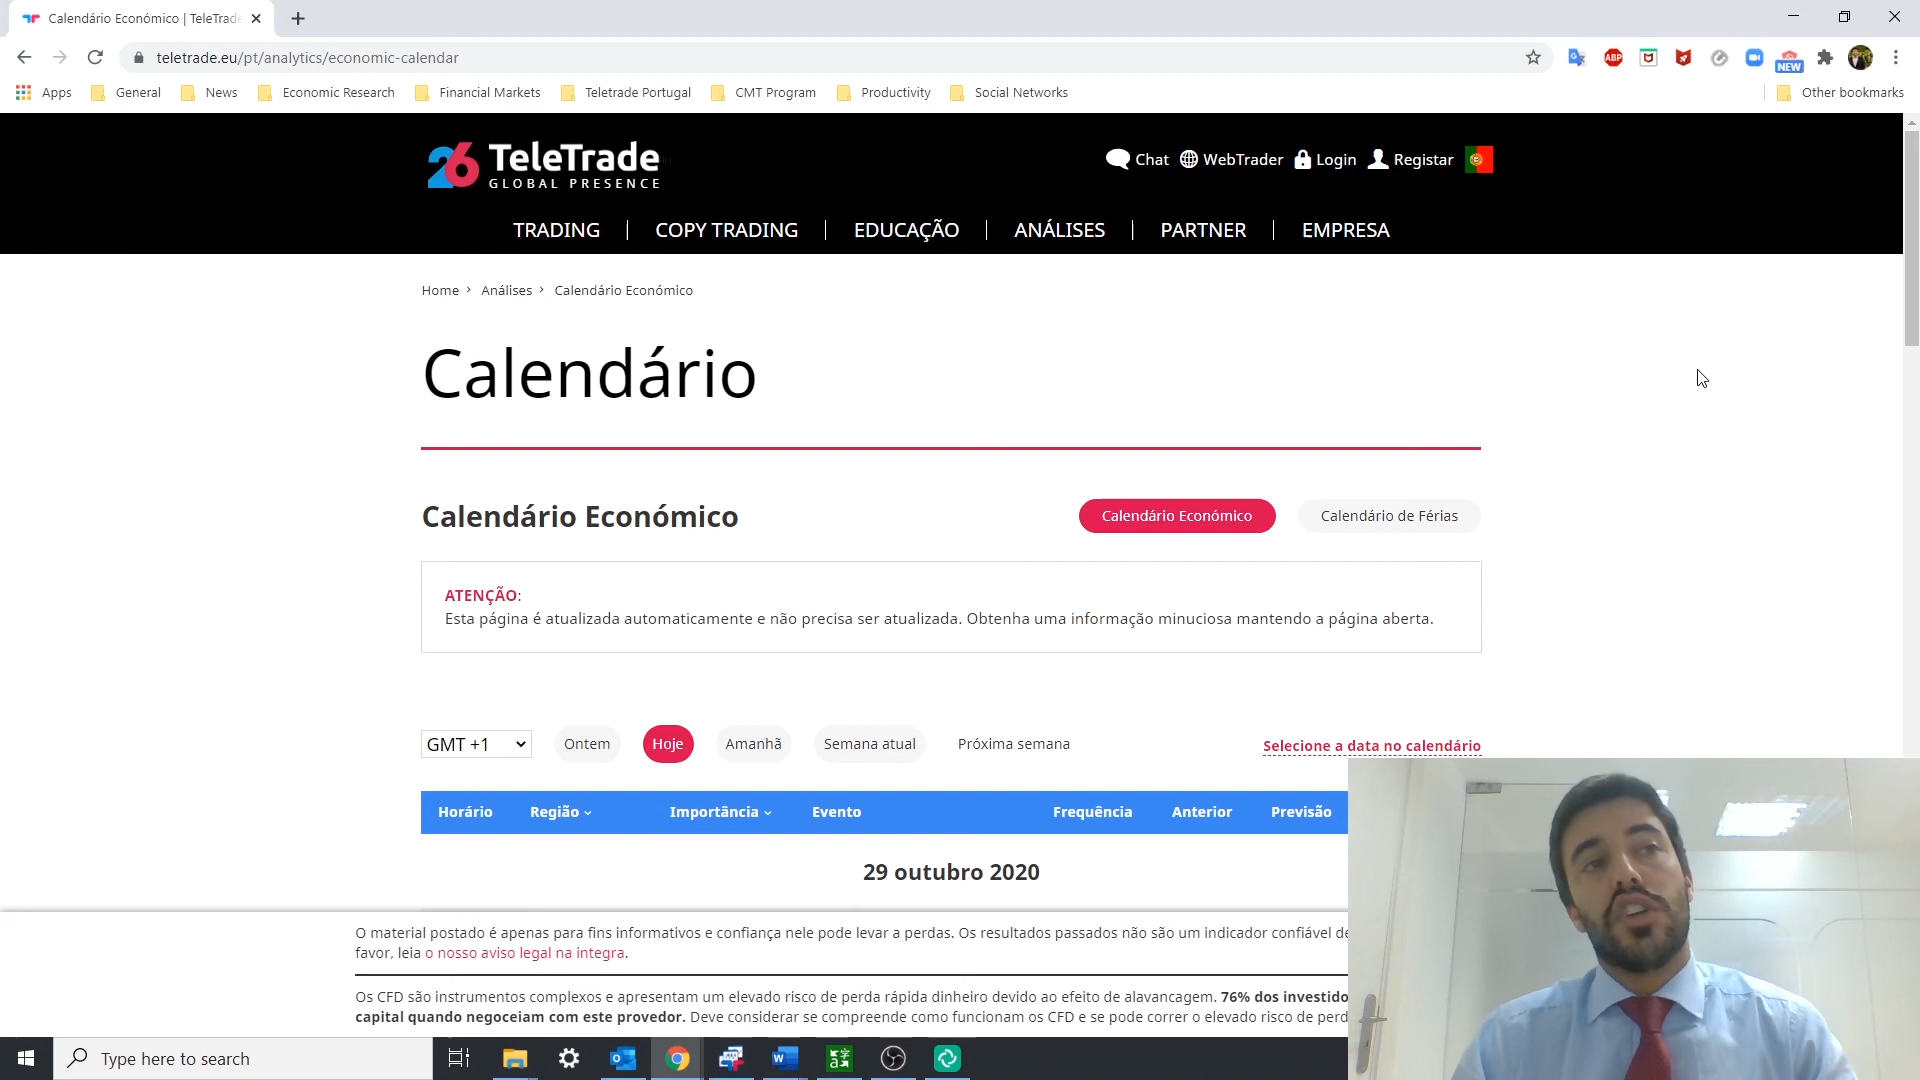 Calendário Económico | TeleTrade
teletrade.eu/pt/analytics/economic-calendar
ABP
NEW
Apps General News Economic Research Financial Markets Teletrade Portugal CMT Program Productivity Social Networks Other bookmarks
26 TeleTrade
GLOBAL PRESENCE
Chat WebTrader Login Registar
TRADING COPY TRADING EDUCAÇÃO ANÁLISES PARTNER EMPRESA
Home › Análises › Calendário Económico
Calendário
Calendário Económico
Calendário Económico Calendário de Férias
ATENÇÃO:
Esta página é atualizada automaticamente e não precisa ser atualizada. Obtenha uma informação minuciosa mantendo a página aberta.
GMT +1 Ontem Hoje Amanhã Semana atual Próxima semana Selecione a data no calendário
Horário Região Importância Evento Frequência Anterior Previsão
29 outubro 2020
O material postado é apenas para fins informativos e confiança nele pode levar a perdas. Os resultados passados não são um indicador confiável de
favor, leia o nosso aviso legal na integra.
Os CFD são instrumentos complexos e apresentam um elevado risco de perda rápida dinheiro devido ao efeito de alavancagem. 76% dos investido
capital quando negoceiam com este provedor. Deve considerar se compreende como funcionam os CFD e se pode correr o elevado risco de perd
Type here to search